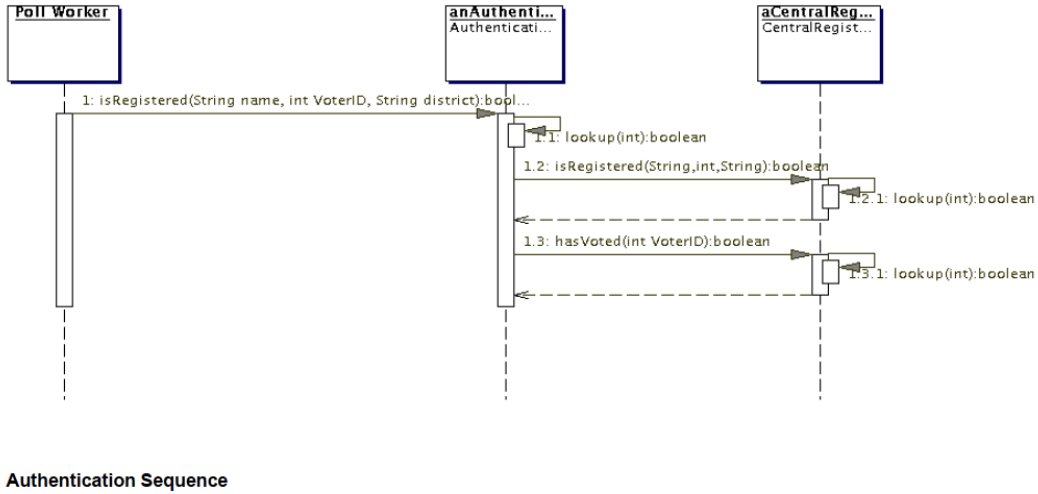 Poll Worker
anAuthenti...
Authenticati...
aCentralReg...
CentralRegist...
1: isRegistered(String name, int VoterID, String district):bool...
1.1: lookup(int):boolean
1.2: isRegistered(String,int,String):boolean
1.2.1: lookup(int):boolean
1.3: hasVoted(int VoterID):boolean
1.3.1: lookup(int):boolean
Authentication Sequence